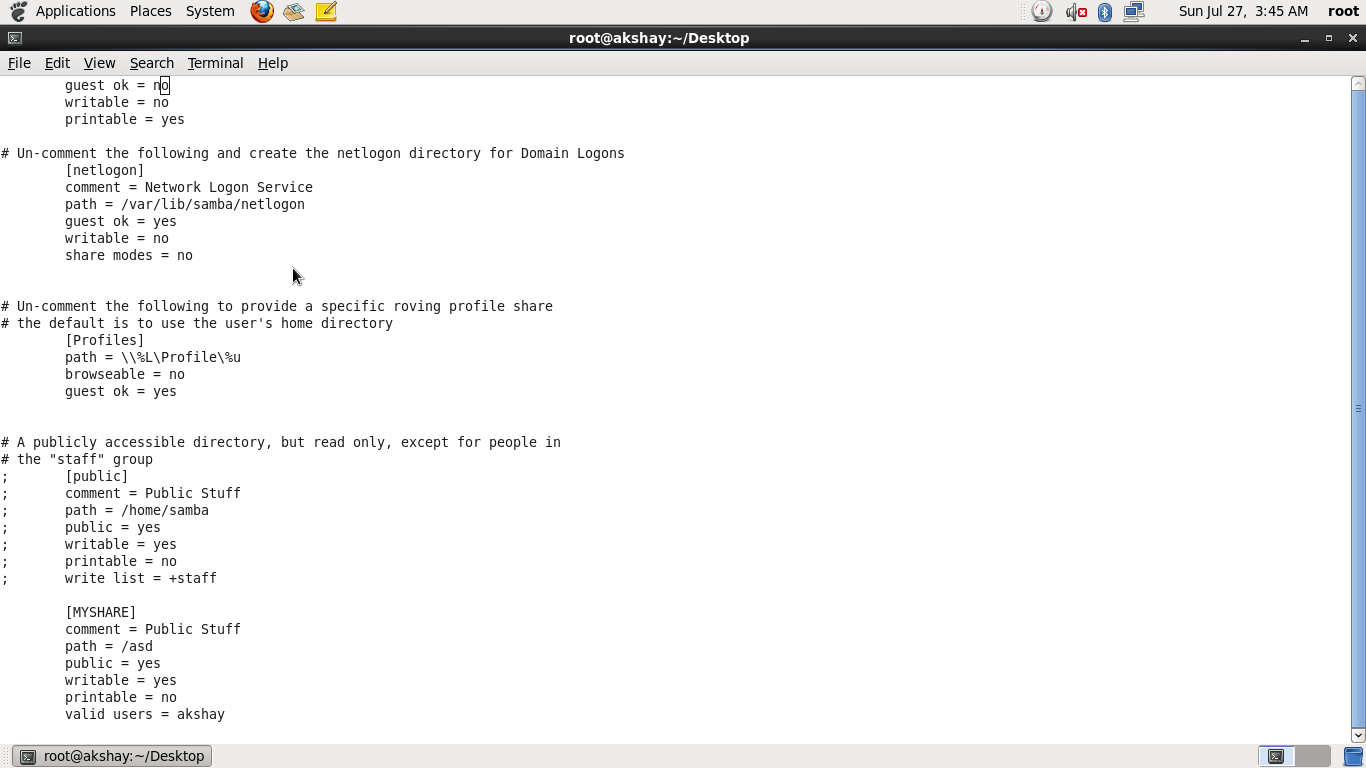 Applications Places System Sun Jul 27, 3:45 AM root
root@akshay:~/Desktop
File Edit View Search Terminal Help
guest ok = no
writable = no
printable = yes
# Un-comment the following and create the netlogon directory for Domain Logons
[netlogon]
comment = Network Logon Service
path = /var/lib/samba/netlogon
guest ok = yes
writable = no
share modes = no
# Un-comment the following to provide a specific roving profile share
# the default is to use the user's home directory
[Profiles]
path = \\%L\Profile\%u
browseable = no
guest ok = yes
# A publicly accessible directory, but read only, except for people in
# the "staff" group
; [public]
; comment = Public Stuff
; path = /home/samba
; public = yes
; writable = yes
; printable = no
; write list = +staff
[MYSHARE]
comment = Public Stuff
path = /asd
public = yes
writable = yes
printable = no
valid users = akshay
root@akshay:~/Desktop